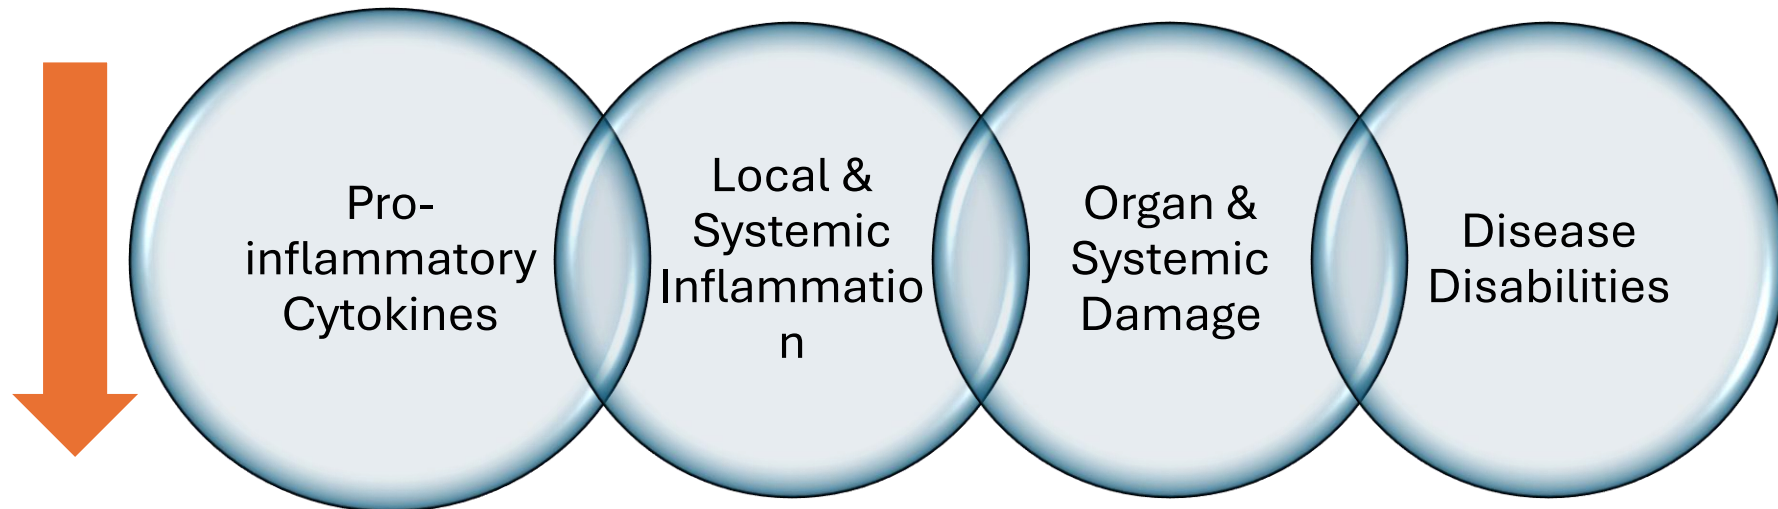 Pro-
inflammatory
Cytokines
Local &
Systemic
Inflammatio
n
Organ &
Systemic
Damage
Disease
Disabilities